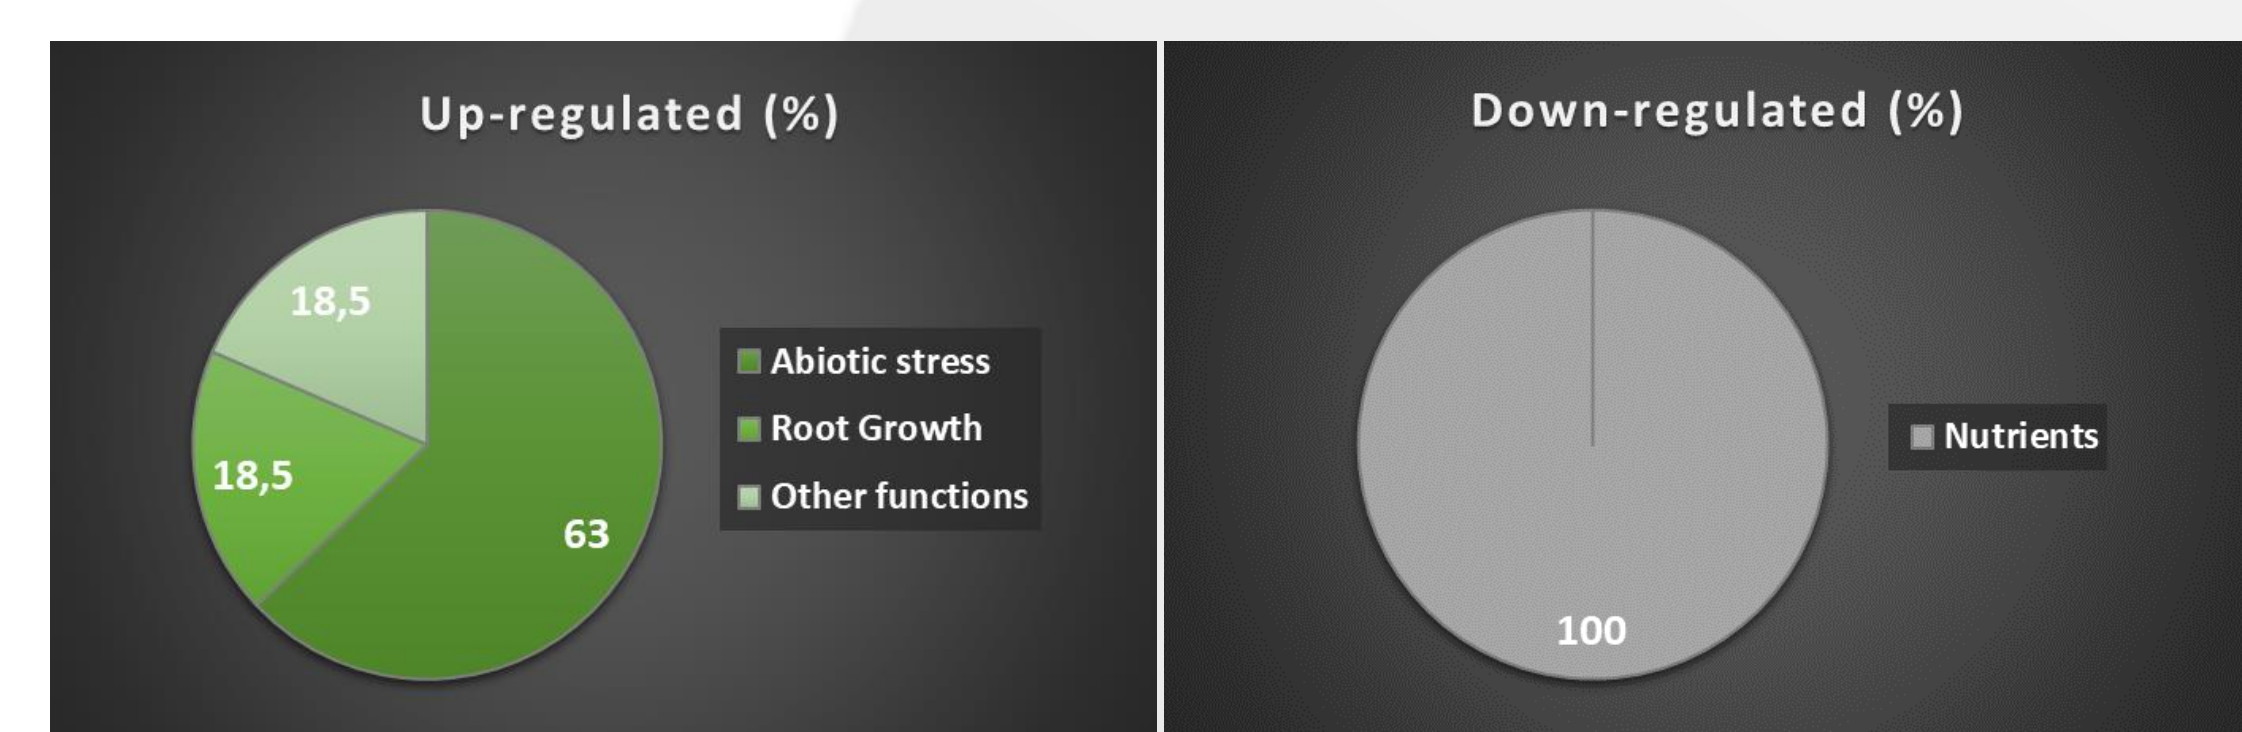 Up-regulated (%)
18,5
18,5
63
Abiotic stress
Root Growth
Other functions
Down-regulated (%)
100
Nutrients